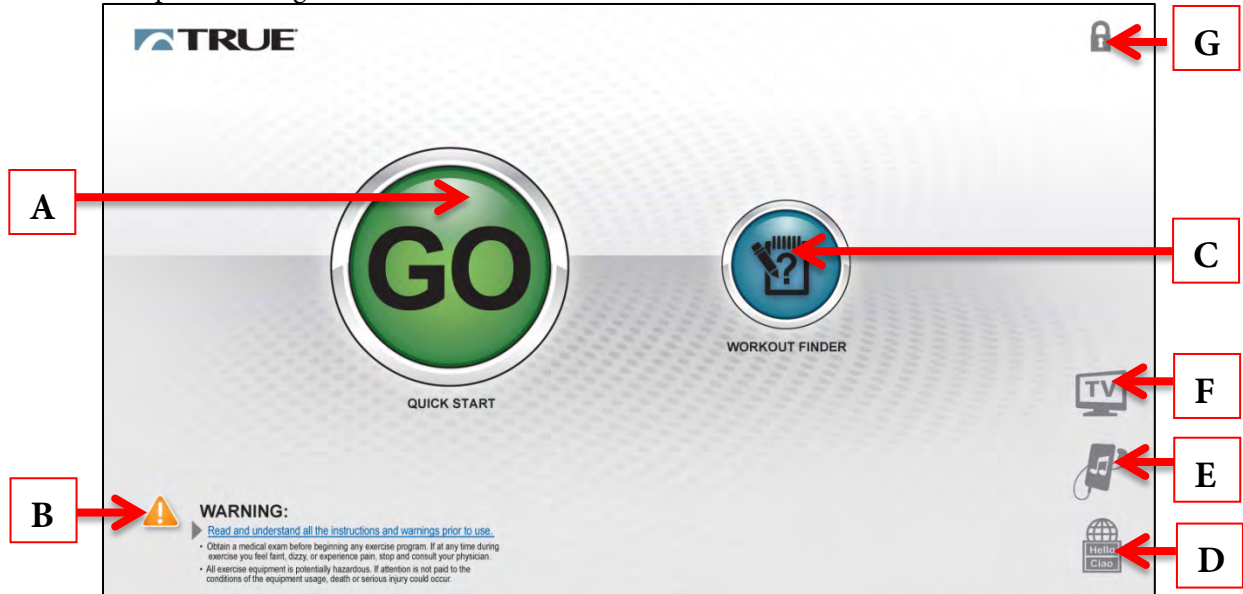 TRUE
G
A
GO
C
WORKOUT FINDER
QUICK START
TV
F
E
B
WARNING:
Read and understand all the instructions and warnings prior to use.
• Obtain a medical exam before beginning any exercise program. If at any time during
exercise you feel faint, dizzy, or experience pain, stop and consult your physician.
• All exercise equipment is potentially hazardous. If attention is not paid to the
conditions of the equipment usage, death or serious injury could occur.
Hello
Ciao
D